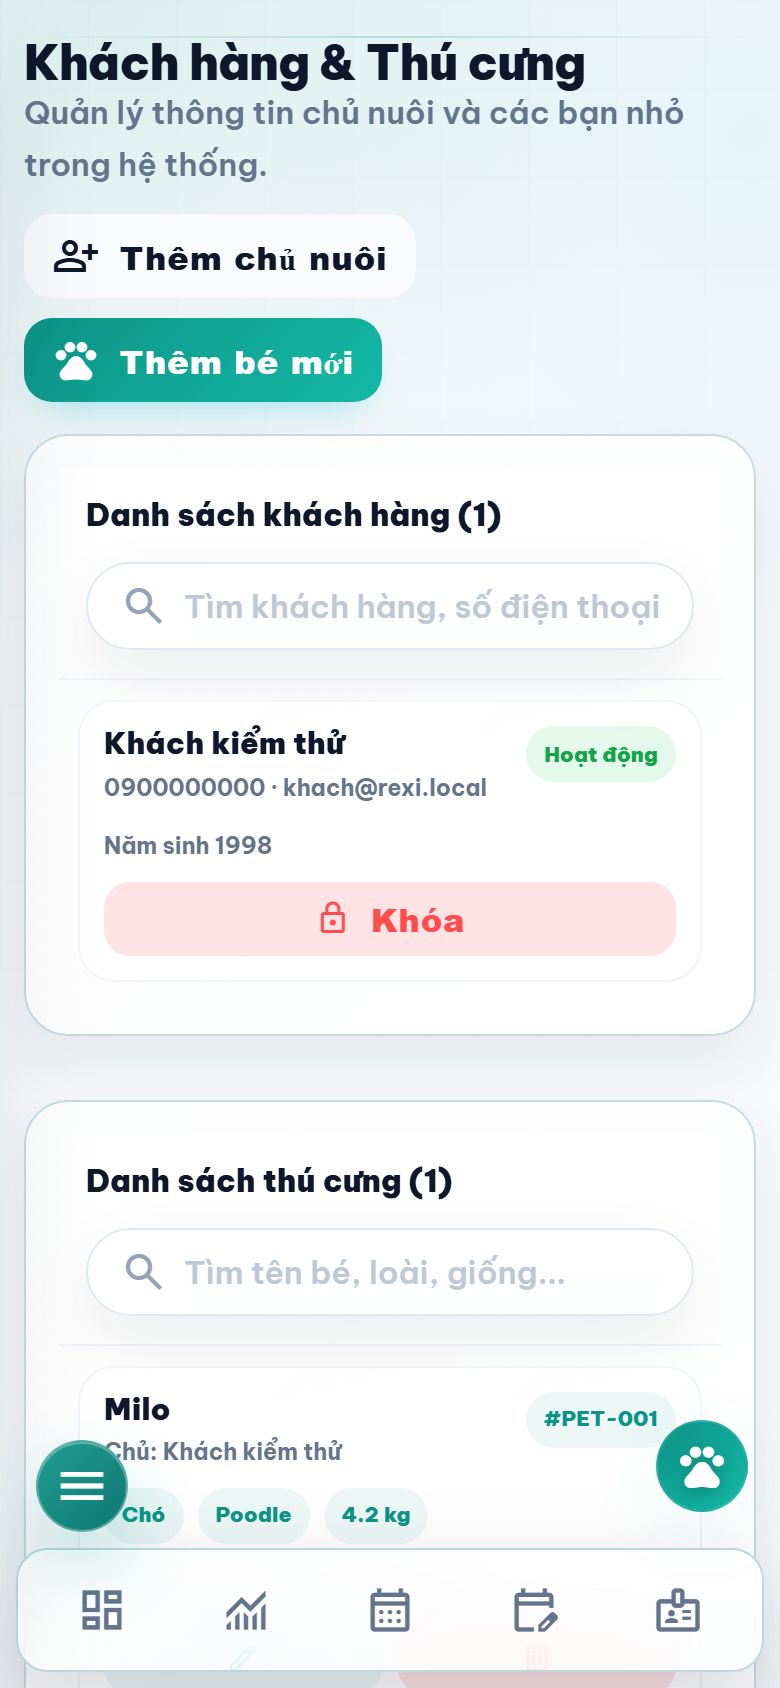 Khách hàng & Thú cưng
Quản lý thông tin chủ nuôi và các bạn nhỏ
trong hệ thống.
Thêm chủ nuôi
Thêm bé mới
Danh sách khách hàng (1)
Tìm khách hàng, số điện thoại
Khách kiểm thử
Hoạt động
0900000000 · khach@rexi.local
Năm sinh 1998
Khóa
Danh sách thú cưng (1)
Tìm tên bé, loài, giống...
Milo
#PET-001
Chủ: Khách kiểm thử
Chó
Poodle
4.2 kg